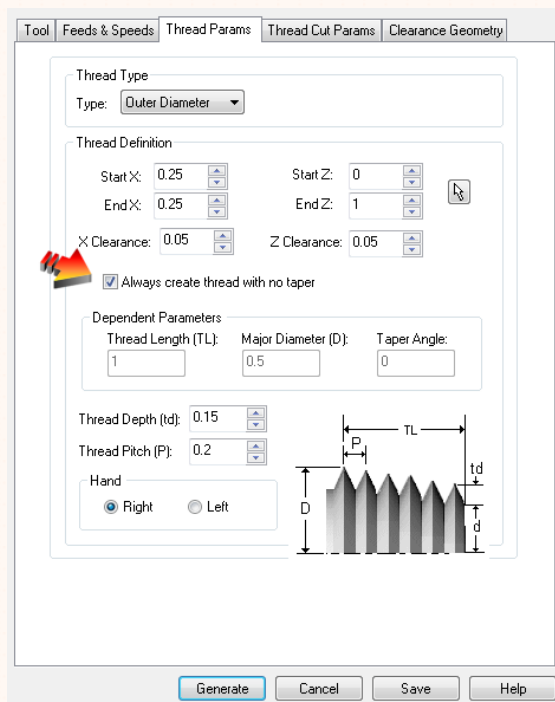 Tool Feeds & Speeds Thread Params Thread Cut Params Clearance Geometry
Thread Type
Type: Outer Diameter
Thread Definition
Start X: 0.25 Start Z: 0
End X: 0.25 End Z: 1
X Clearance: 0.05 Z Clearance: 0.05
Always create thread with no taper
Dependent Parameters
Thread Length (TL): Major Diameter (D): Taper Angle:
1 0.5 0
Thread Depth (td): 0.15
Thread Pitch (P): 0.2
Hand
Right Left
TL
P
td
D
d
Generate Cancel Save Help